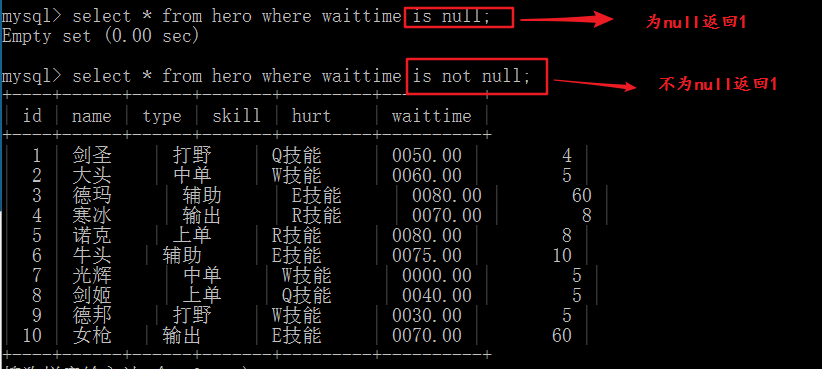 mysql> select * from hero where waittime is null;
为null返回1
Empty set (0.00 sec)
mysql> select * from hero where waittime is not null;
不为null返回1
+----+------+------+-------+---------+----------+
| id | name | type | skill | hurt | waittime |
+----+------+------+-------+---------+----------+
| 1 | 剑圣 | 打野 | Q技能 | 0050.00 | 4 |
| 2 | 大头 | 中单 | W技能 | 0060.00 | 5 |
| 3 | 德玛 | 辅助 | E技能 | 0080.00 | 60 |
| 4 | 寒冰 | 输出 | R技能 | 0070.00 | 8 |
| 5 | 诺克 | 上单 | R技能 | 0080.00 | 8 |
| 6 | 牛头 | 辅助 | E技能 | 0075.00 | 10 |
| 7 | 光辉 | 中单 | W技能 | 0000.00 | 5 |
| 8 | 剑姬 | 上单 | Q技能 | 0040.00 | 5 |
| 9 | 德邦 | 打野 | W技能 | 0030.00 | 5 |
| 10 | 女枪 | 输出 | E技能 | 0070.00 | 60 |
+----+------+------+-------+---------+----------+